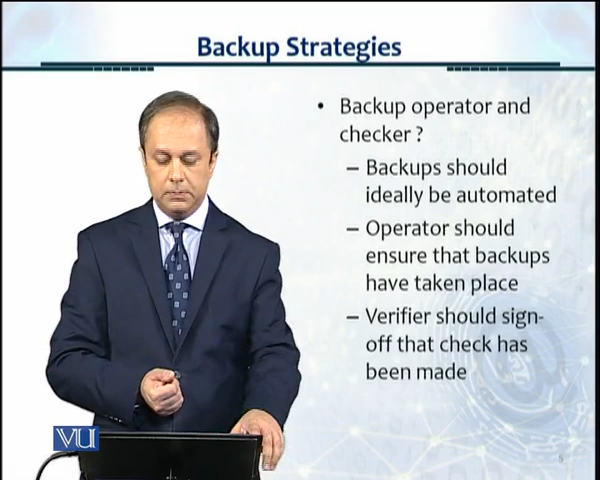 Backup Strategies
• Backup operator and
checker ?
– Backups should
ideally be automated
– Operator should
ensure that backups
have taken place
– Verifier should sign-
off that check has
been made
VU
5